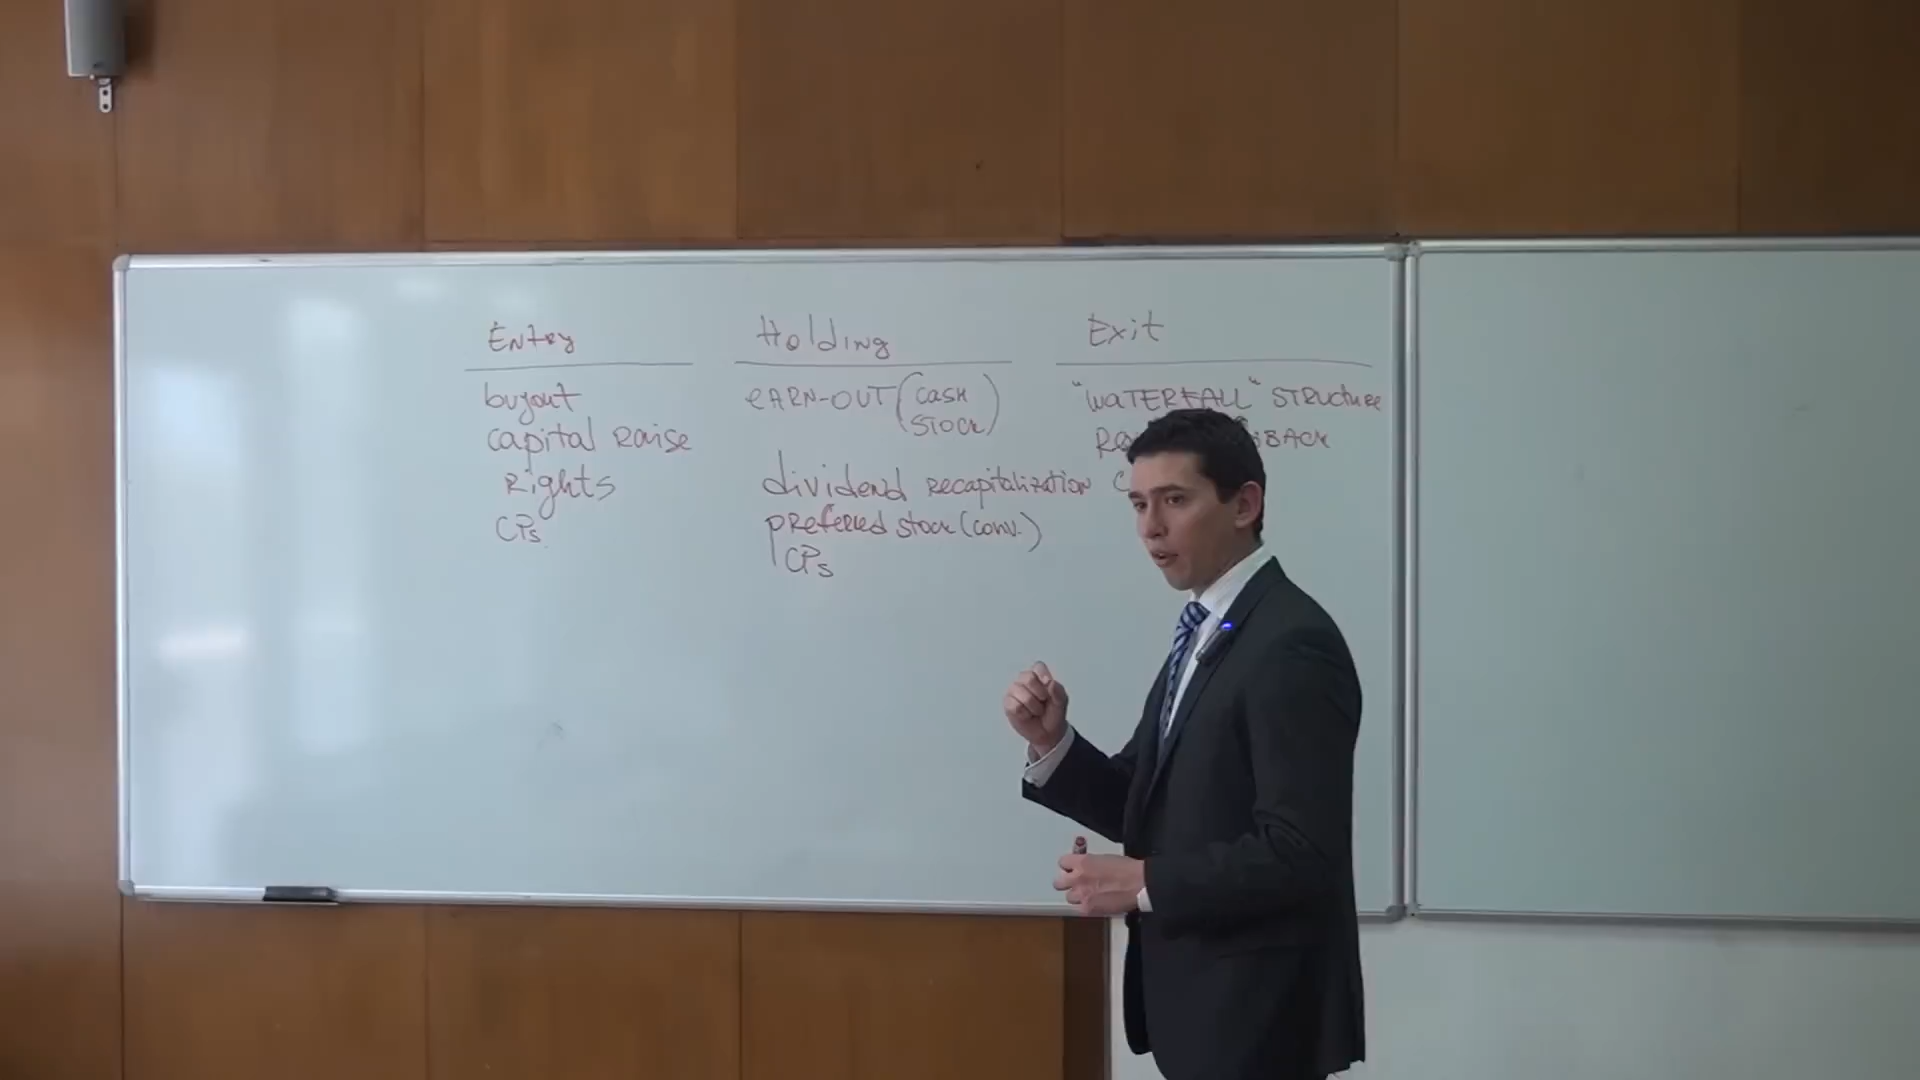 Entry
buyout
capital raise
Rights
CPs
Holding
EARN-OUT (cash
stock)
dividend recapitalization
preferred stock (conv.)
CPs
Exit
"WATERFALL" STRUCTURE